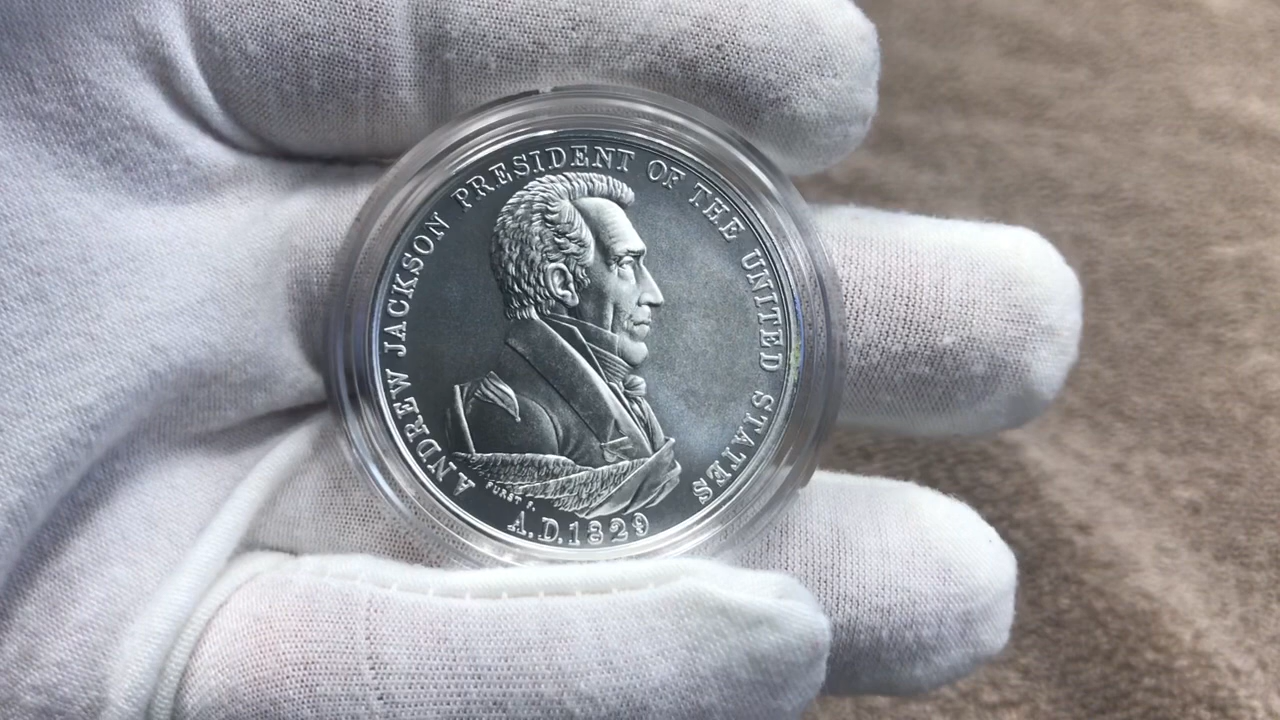 ANDREW JACKSON PRESIDENT OF THE UNITED STATES
FURST F.
A.D.1829